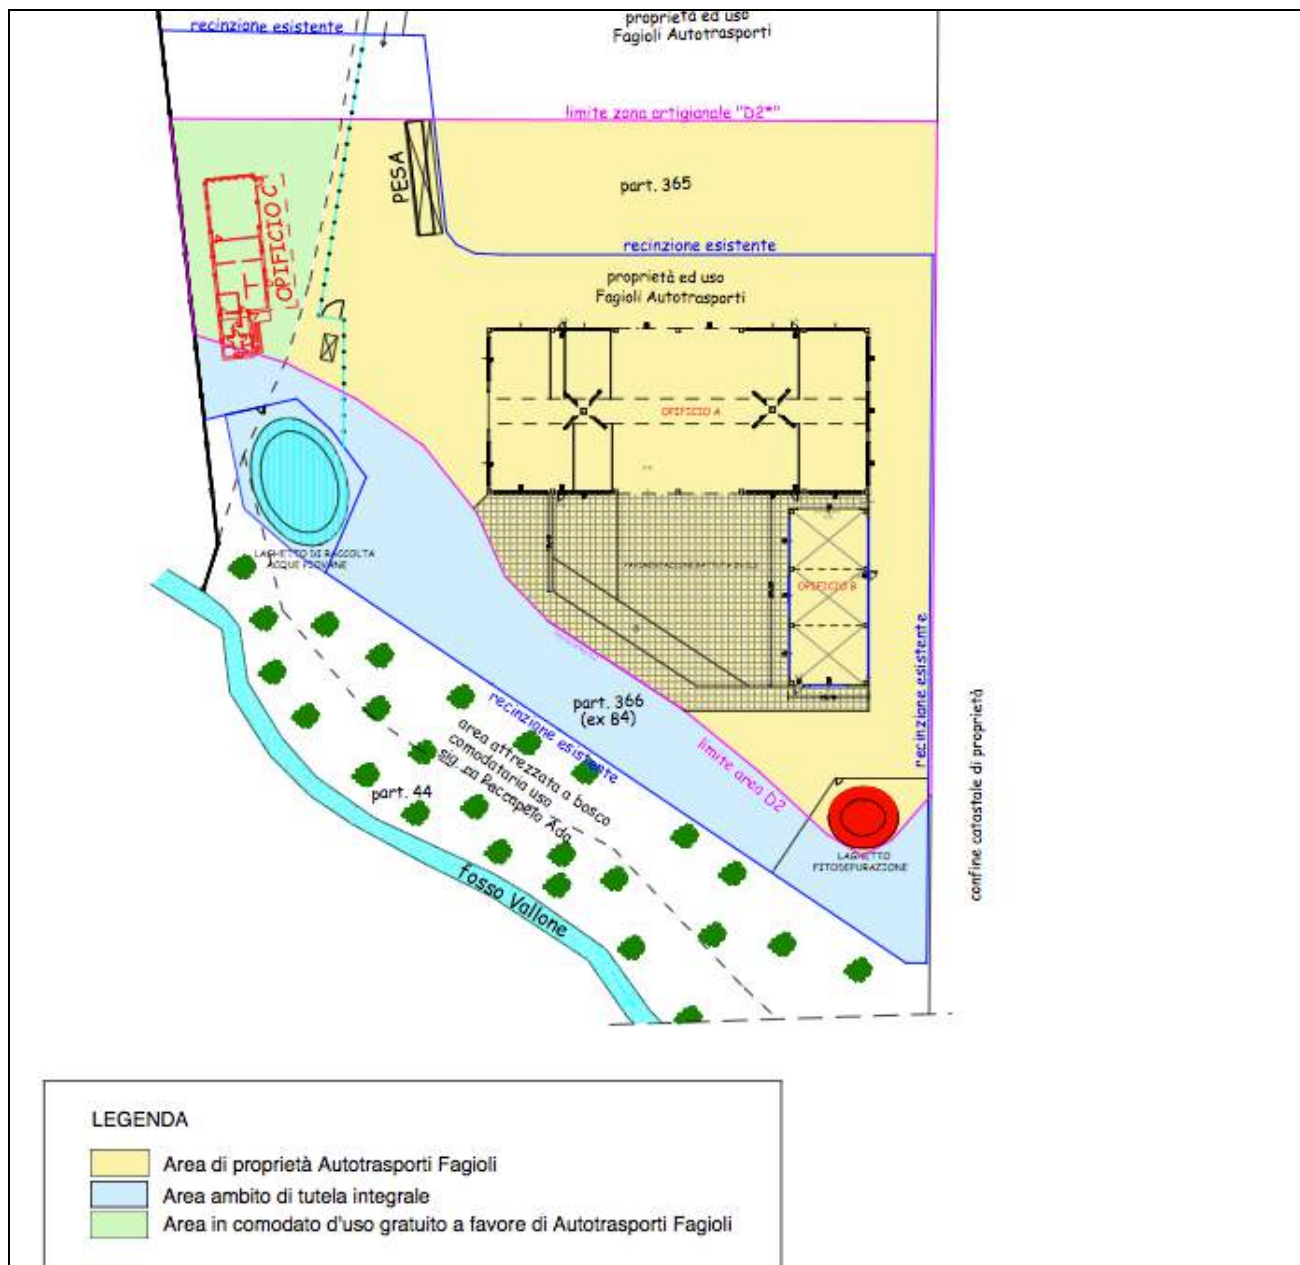 proprietà ed uso
Fagioli Autotrasporti
recinzione esistente
limite zona artigianale "D2*"
PESA
part. 365
OPIFICIO C
recinzione esistente
proprietà ed uso
Fagioli Autotrasporti
OPIFICIO A
LAGHETTO DI RACCOLTA
ACQUE PIOVANE
OPIFICIO B
recinzione esistente
part. 366
(ex 84)
recinzione esistente
limite area D2
confine catastale di proprietà
area attrezzata a bosco
comodataria uso
sig.ra Paccapelo Ada
part. 44
LAGHETTO
FITODEPURAZIONE
fosso Vallone
LEGENDA
Area di proprietà Autotrasporti Fagioli
Area ambito di tutela integrale
Area in comodato d'uso gratuito a favore di Autotrasporti Fagioli